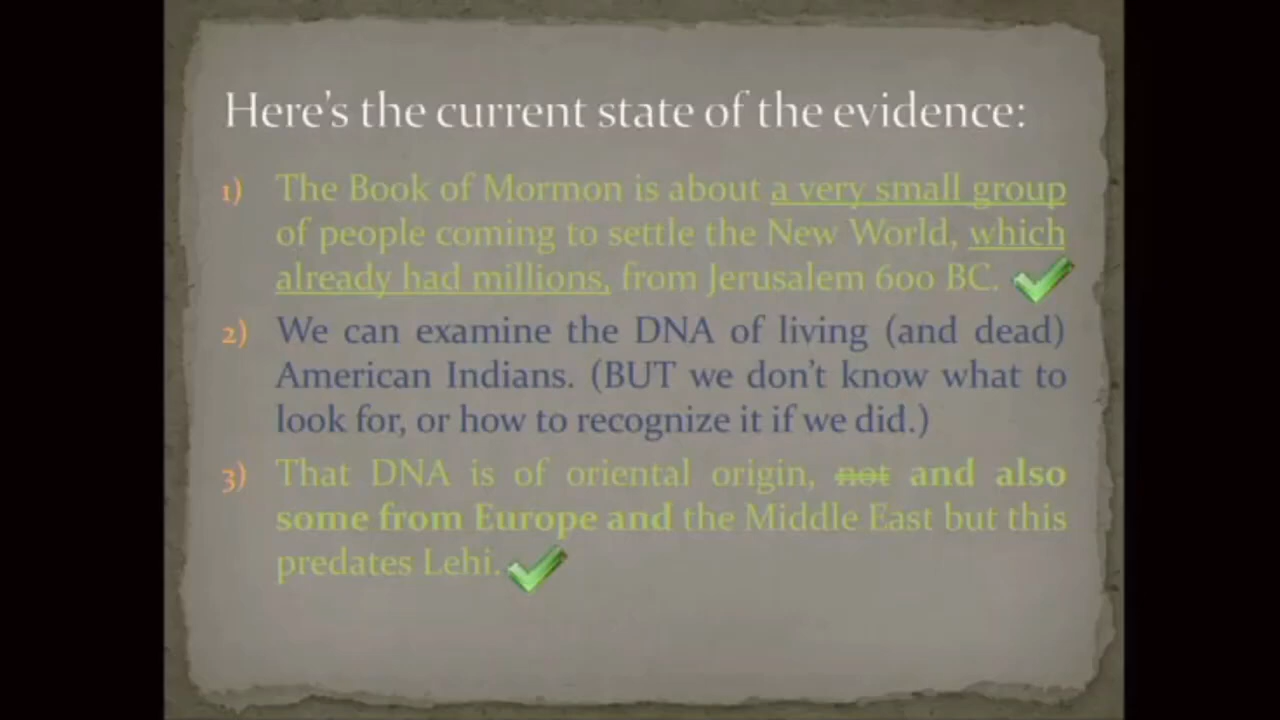 Here's the current state of the evidence:
1) The Book of Mormon is about a very small group
of people coming to settle the New World, which
already had millions, from Jerusalem 600 BC.
2) We can examine the DNA of living (and dead)
American Indians. (BUT we don't know what to
look for, or how to recognize it if we did.)
3) That DNA is of oriental origin, not and also
some from Europe and the Middle East but this
predates Lehi.